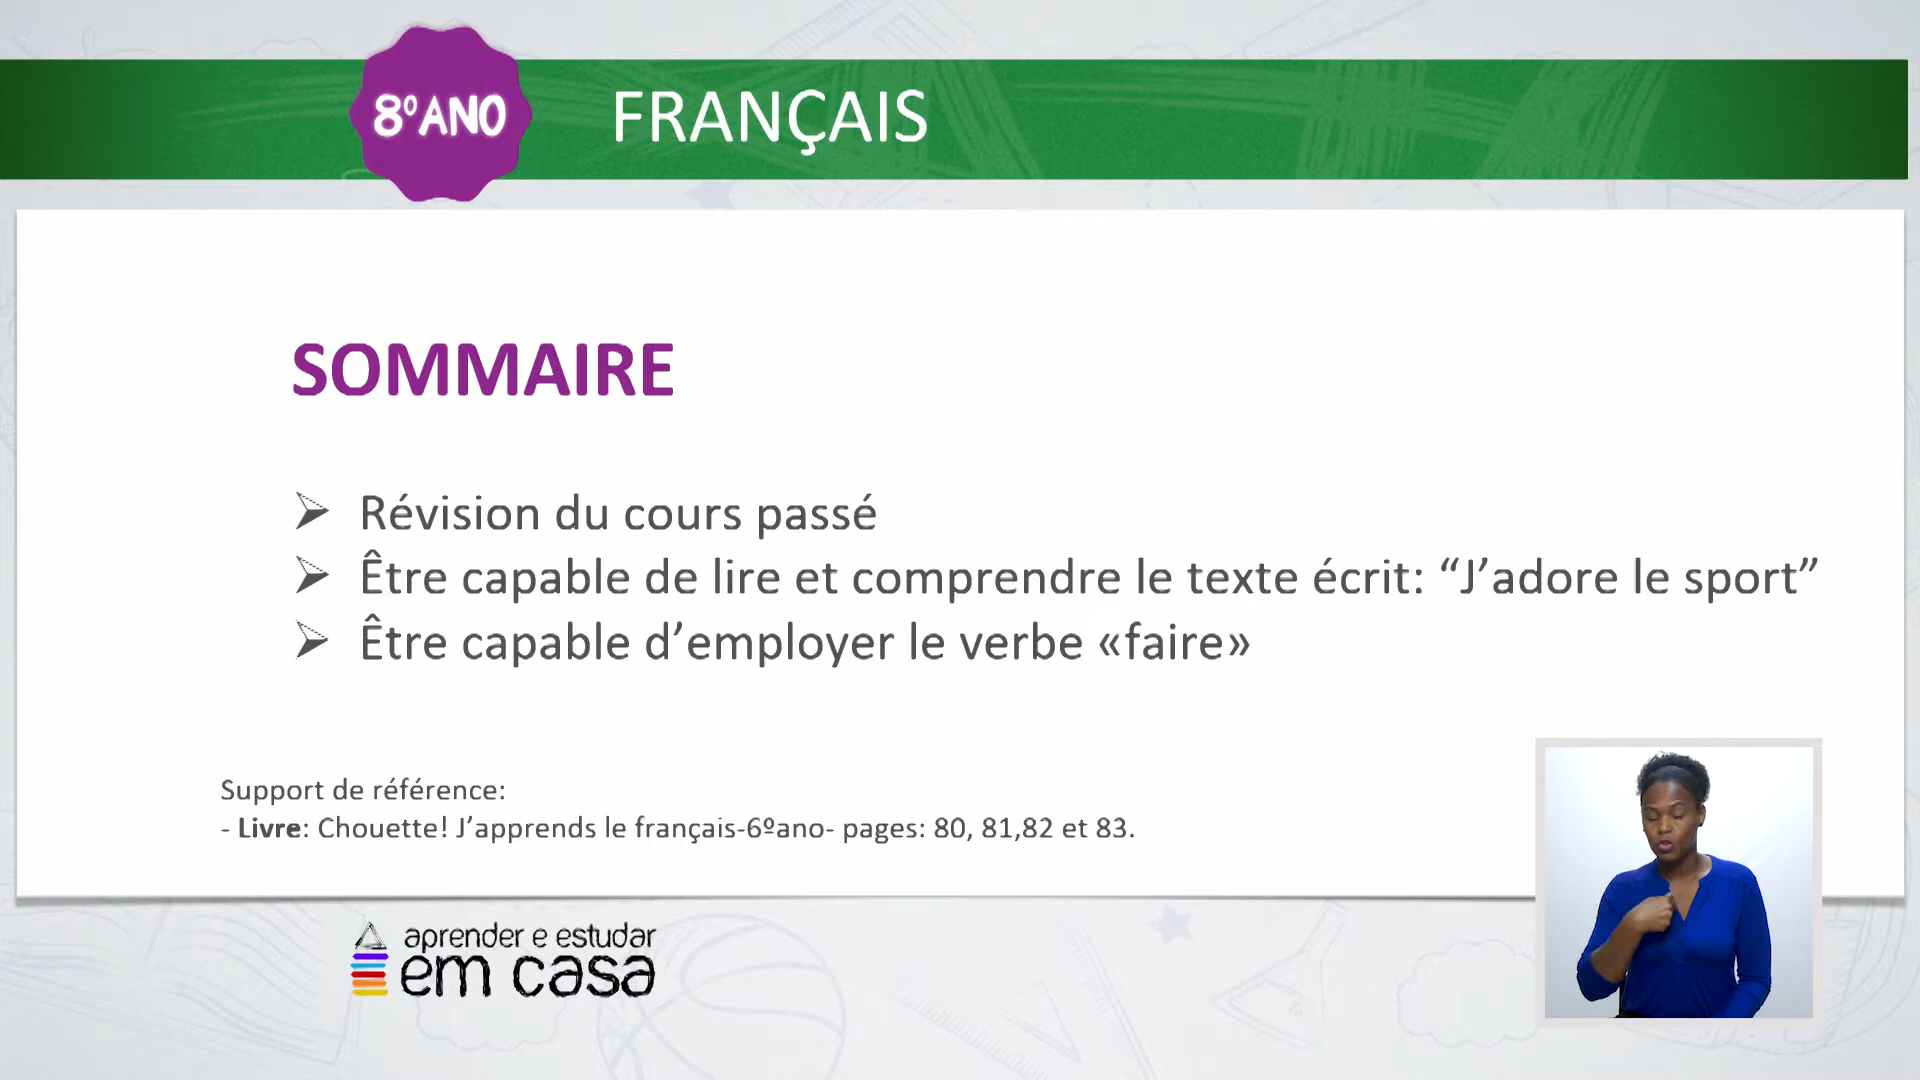 8ºANO
FRANÇAIS
SOMMAIRE
➢ Révision du cours passé
➢ Être capable de lire et comprendre le texte écrit: “J’adore le sport”
➢ Être capable d’employer le verbe «faire»
Support de référence:
- Livre: Chouette! J’apprends le français-6ºano- pages: 80, 81,82 et 83.
aprender e estudar
em casa